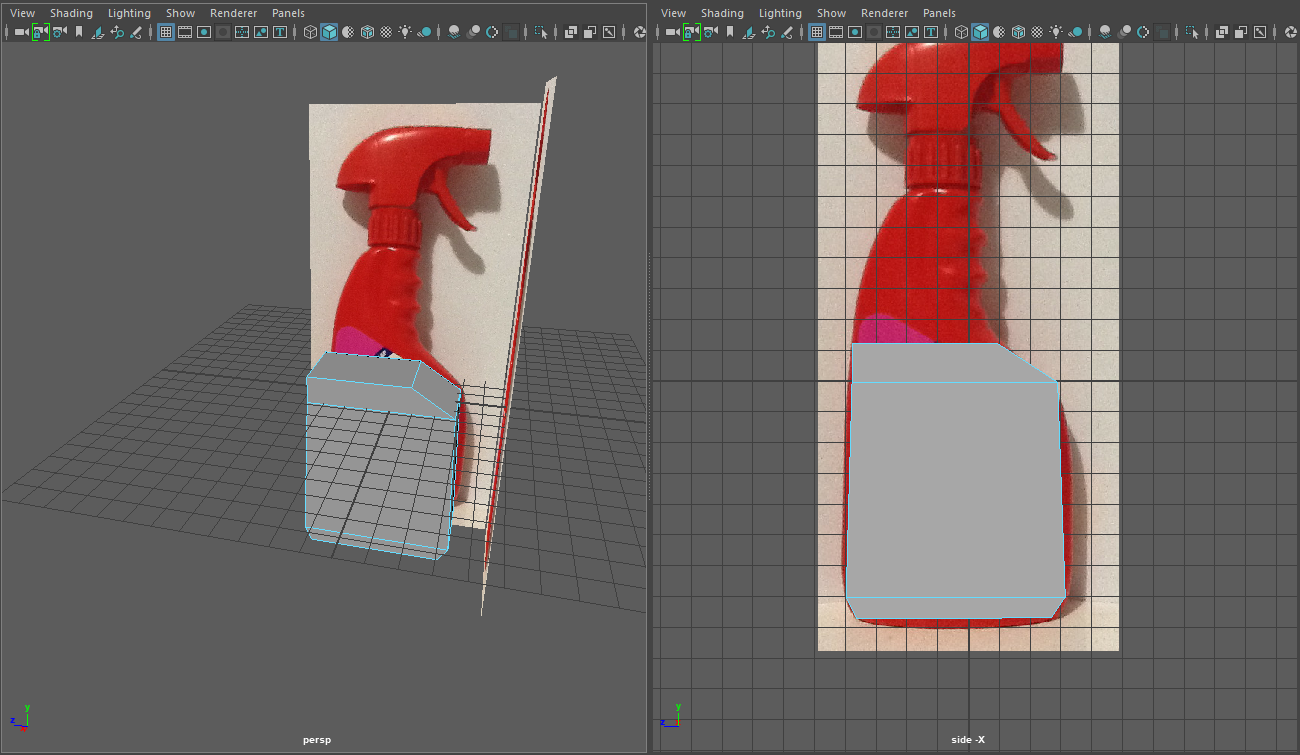 View Shading Lighting Show Renderer Panels
View Shading Lighting Show Renderer Panels
y
z
x
persp
y
z
side -X